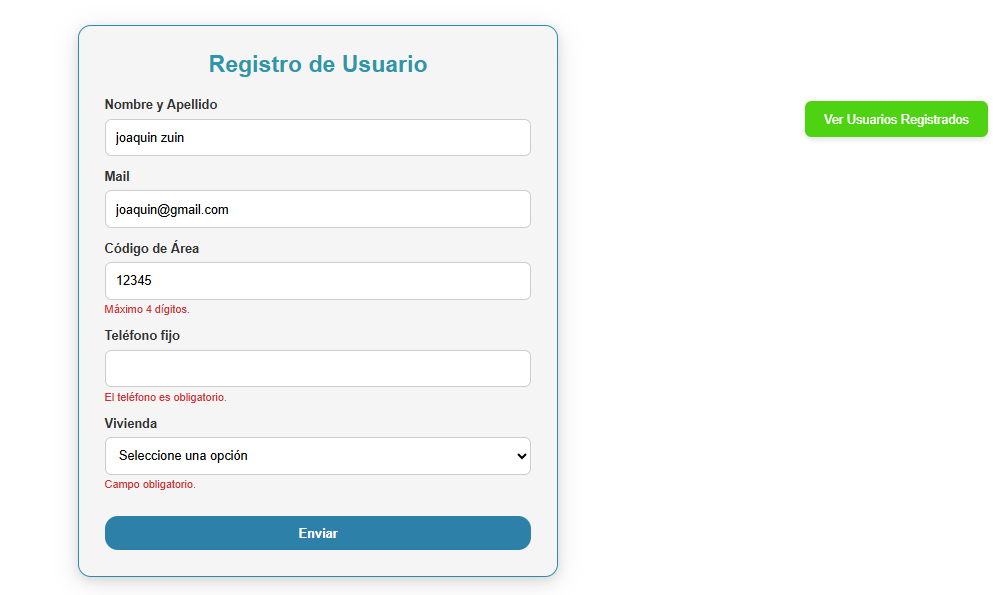 Registro de Usuario
Nombre y Apellido
joaquin zuin
Mail
joaquin@gmail.com
Código de Área
12345
Máximo 4 dígitos.
Teléfono fijo
El teléfono es obligatorio.
Vivienda
Seleccione una opción
Campo obligatorio.
Enviar
Ver Usuarios Registrados